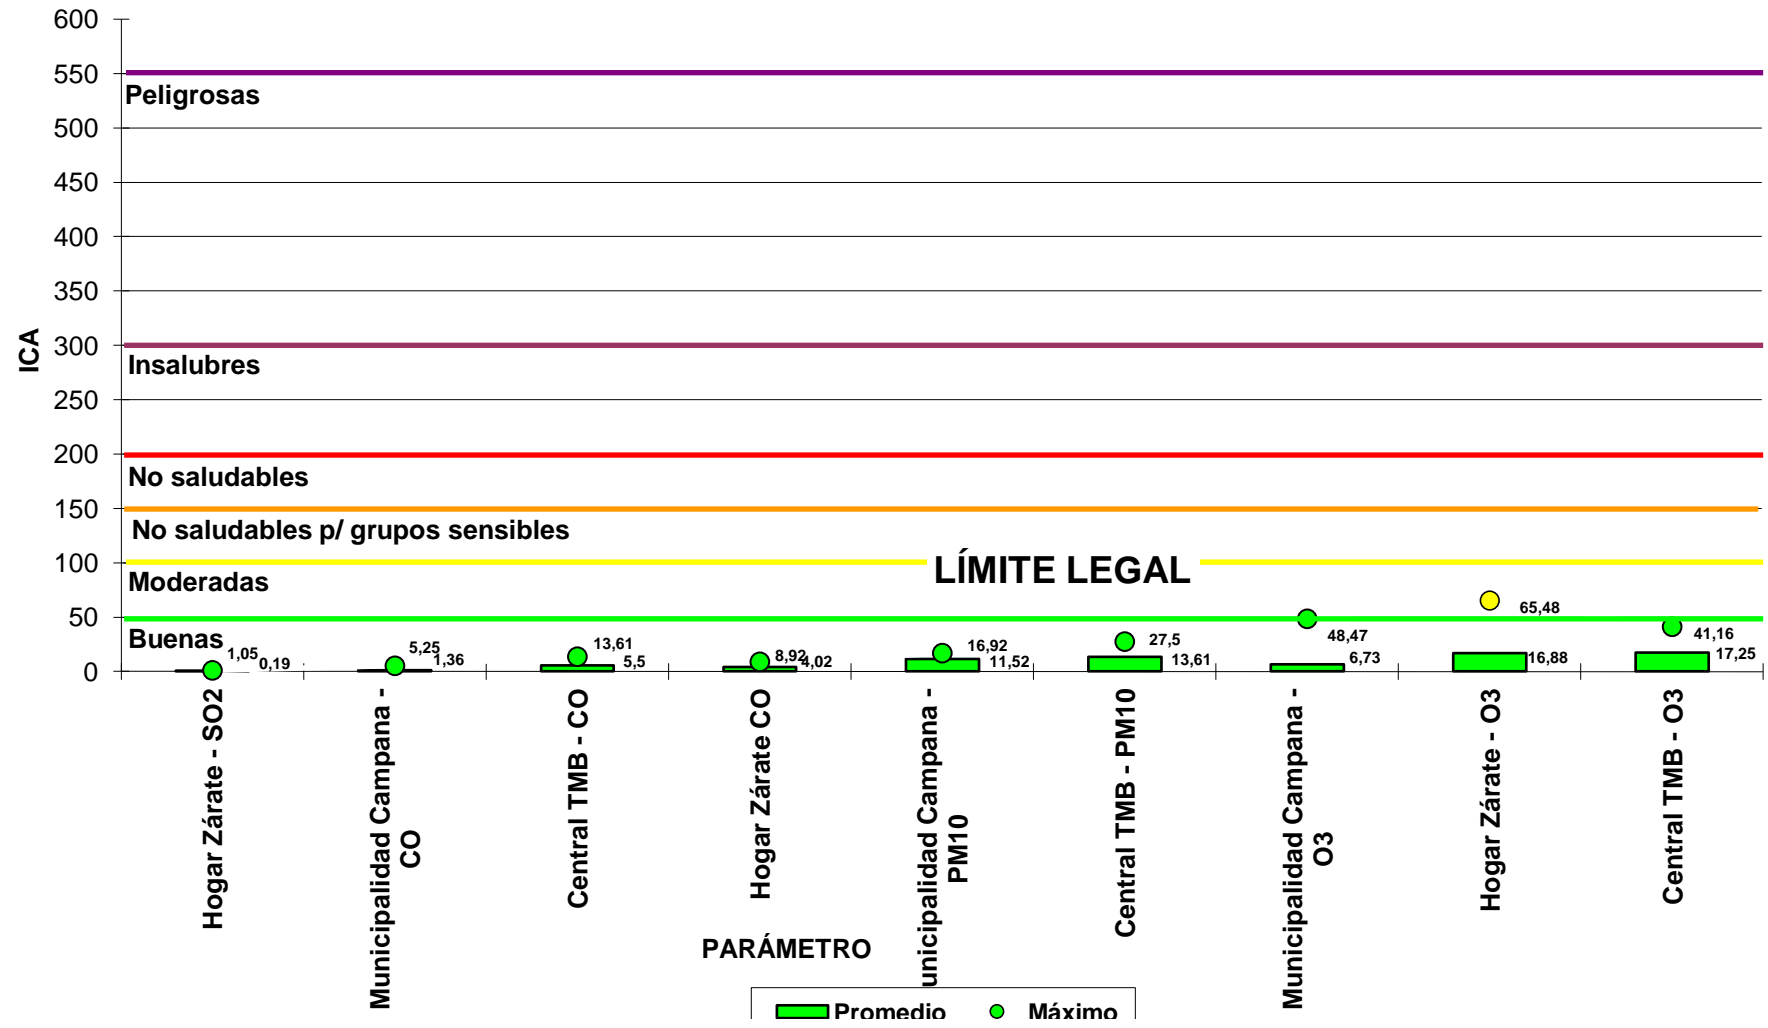 600
550
500
450
400
350
300
250
200
150
100
50
0
ICA
Peligrosas
Insalubres
No saludables
No saludables p/ grupos sensibles
LÍMITE LEGAL
Moderadas
Buenas
1,05
0,19
5,25
1,36
13,61
5,5
8,92
4,02
16,92
11,52
27,5
13,61
48,47
6,73
65,48
16,88
41,16
17,25
Hogar Zárate - SO2
Municipalidad Campana -
CO
Central TMB - CO
Hogar Zárate CO
unicipalidad Campana -
PM10
Central TMB - PM10
Municipalidad Campana -
O3
Hogar Zárate - O3
Central TMB - O3
PARÁMETRO
Promedio Máximo